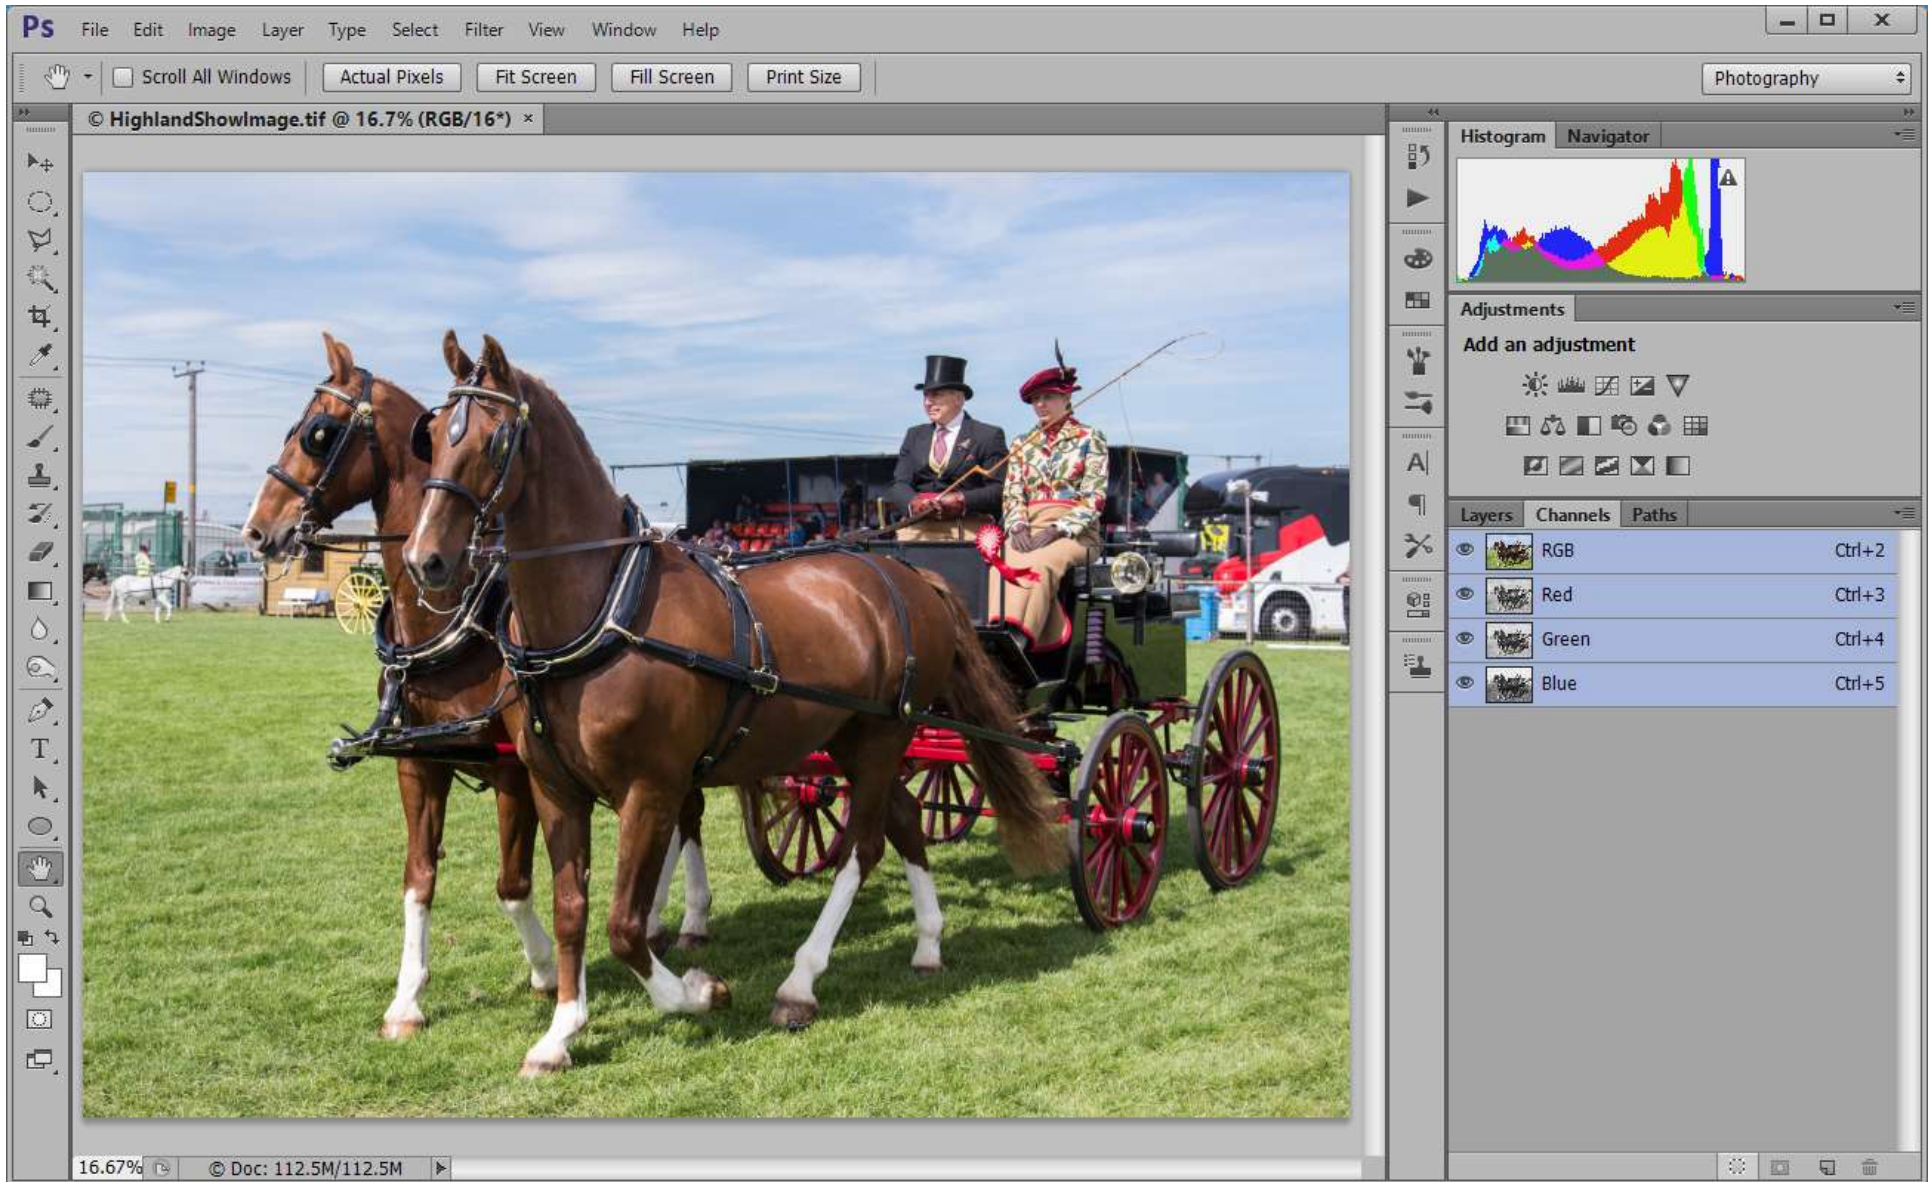 Ps File Edit Image Layer Type Select Filter View Window Help
Scroll All Windows Actual Pixels Fit Screen Fill Screen Print Size Photography
© HighlandShowImage.tif @ 16.7% (RGB/16*) ×
Histogram Navigator
Adjustments
Add an adjustment
Layers Channels Paths
RGB Ctrl+2
Red Ctrl+3
Green Ctrl+4
Blue Ctrl+5
16.67% © Doc: 112.5M/112.5M